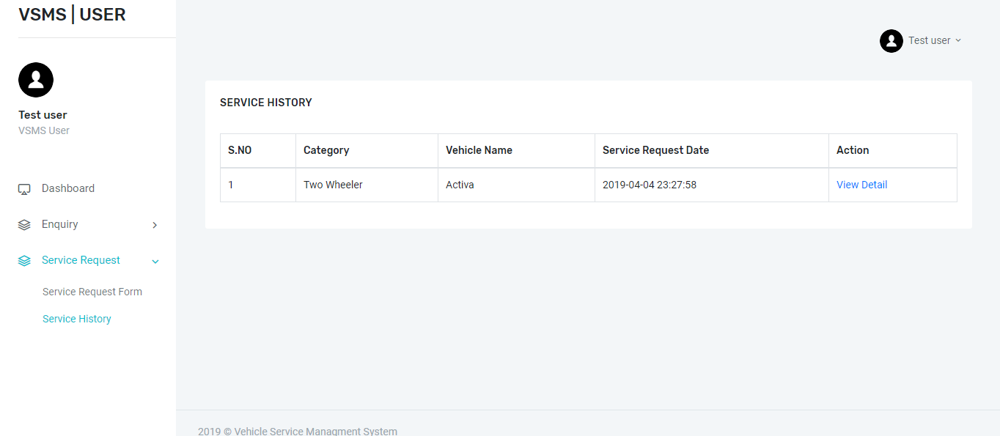 VSMS | USER
Test user
Test user
VSMS User
Dashboard
Enquiry
Service Request
Service Request Form
Service History
SERVICE HISTORY
S.NO Category Vehicle Name Service Request Date Action
1 Two Wheeler Activa 2019-04-04 23:27:58 View Detail
2019 © Vehicle Service Managment System